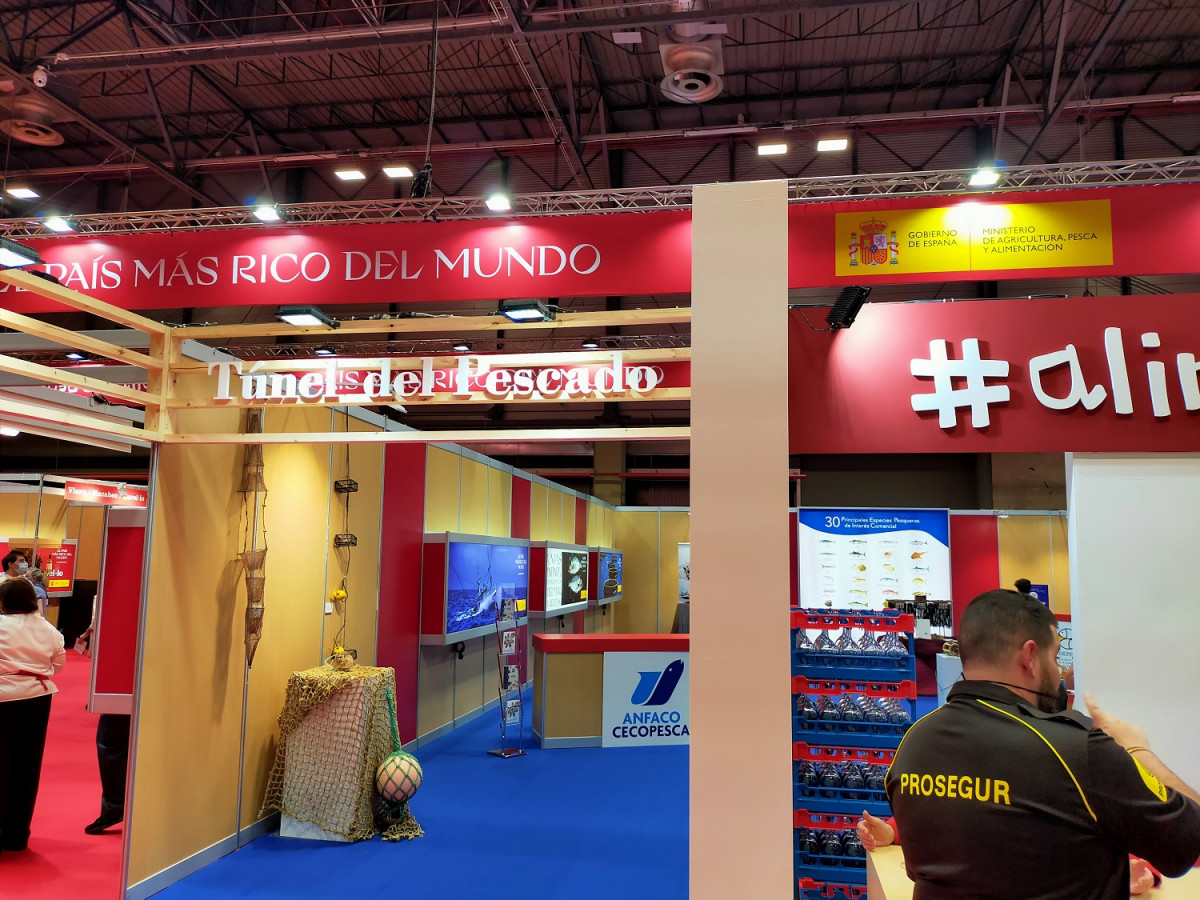 PAÍS MÁS RICO DEL MUNDO
GOBIERNO
DE ESPAÑA
MINISTERIO
DE AGRICULTURA, PESCA
Y ALIMENTACIÓN
Túnel del Pescado
#alim
30 Principales Especies Pesqueras
de Interés Comercial
ANFACO
CECOPESCA
PROSEGUR